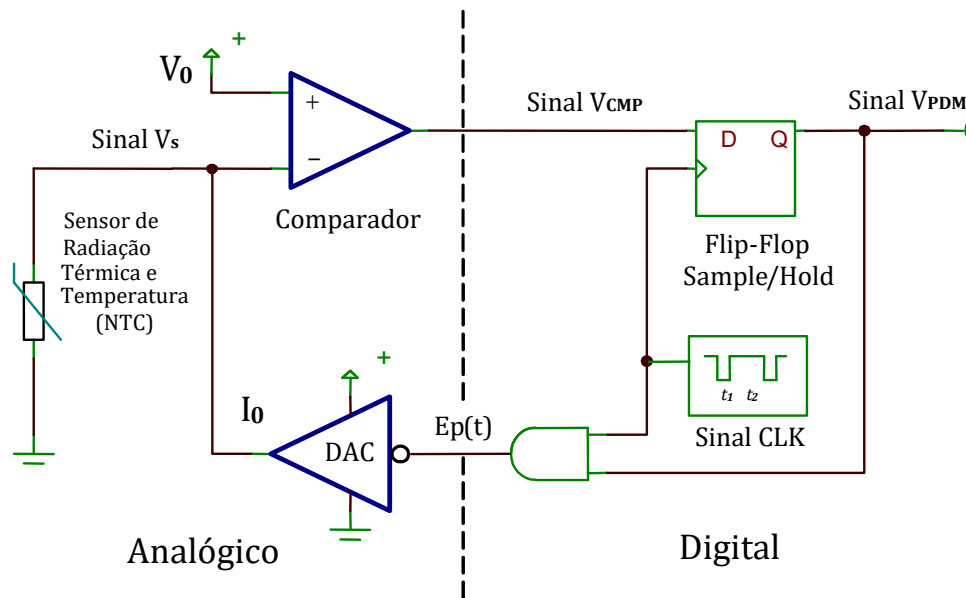 +
V0
Sinal Vs
+
−
Comparador
Sinal VCMP
Sinal VPDM
D Q
Flip-Flop
Sample/Hold
Sensor de
Radiação
Térmica e
Temperatura
(NTC)
t1 t2
Sinal CLK
+
I0
DAC
Ep(t)
Analógico
Digital